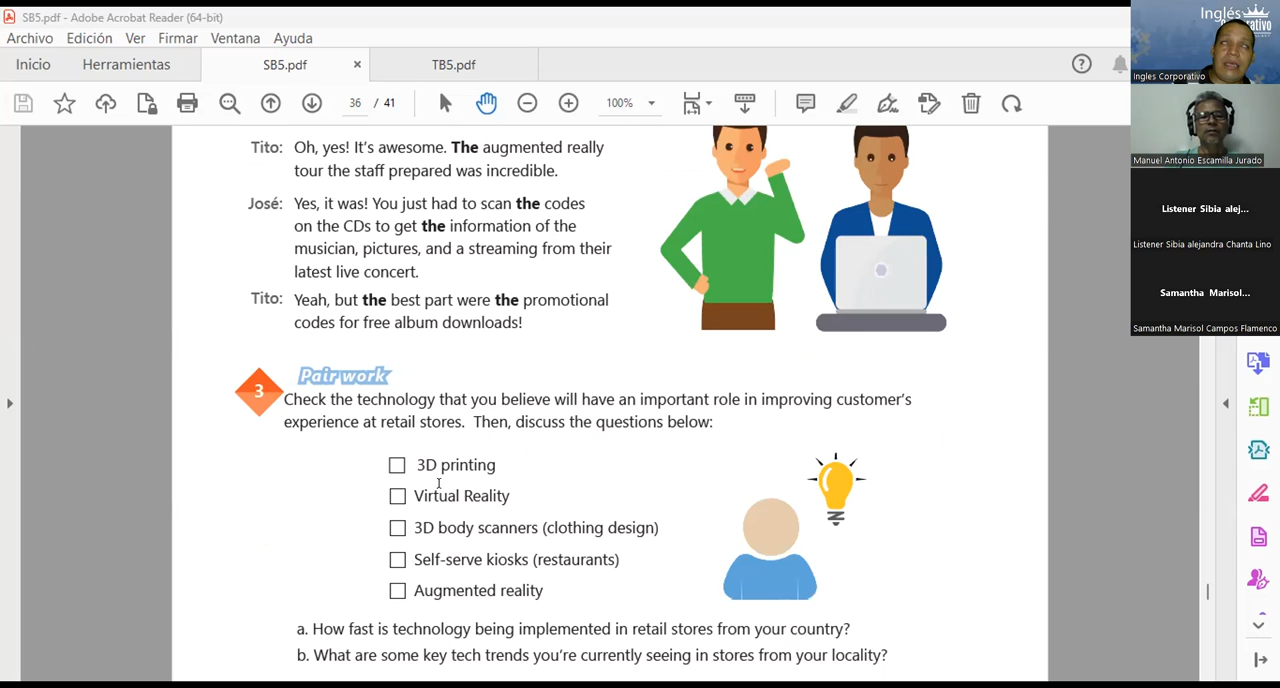 SB5.pdf - Adobe Acrobat Reader (64-bit)
Archivo Edición Ver Firmar Ventana Ayuda
Inicio Herramientas SB5.pdf × TB5.pdf
36 / 41 100%
Tito: Oh, yes! It's awesome. The augmented really
tour the staff prepared was incredible.
José: Yes, it was! You just had to scan the codes
on the CDs to get the information of the
musician, pictures, and a streaming from their
latest live concert.
Tito: Yeah, but the best part were the promotional
codes for free album downloads!
3 Pair work
Check the technology that you believe will have an important role in improving customer's
experience at retail stores. Then, discuss the questions below:
3D printing
Virtual Reality
3D body scanners (clothing design)
Self-serve kiosks (restaurants)
Augmented reality
a. How fast is technology being implemented in retail stores from your country?
b. What are some key tech trends you're currently seeing in stores from your locality?
Inglés
Ingles Corporativo
Manuel Antonio Escamilla Jurado
Listener Sibia alej...
Listener Sibia alejandra Chanta Lino
Samantha Marisol...
Samantha Marisol Campos Flamenco